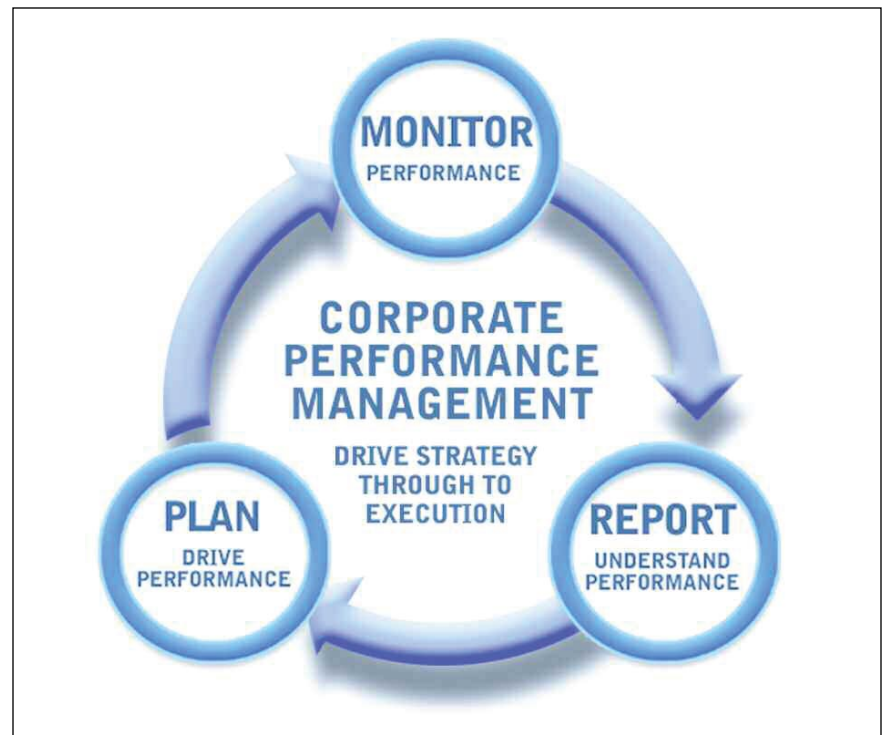 MONITOR
PERFORMANCE
CORPORATE
PERFORMANCE
MANAGEMENT
DRIVE STRATEGY
THROUGH TO
EXECUTION
PLAN
DRIVE
PERFORMANCE
REPORT
UNDERSTAND
PERFORMANCE